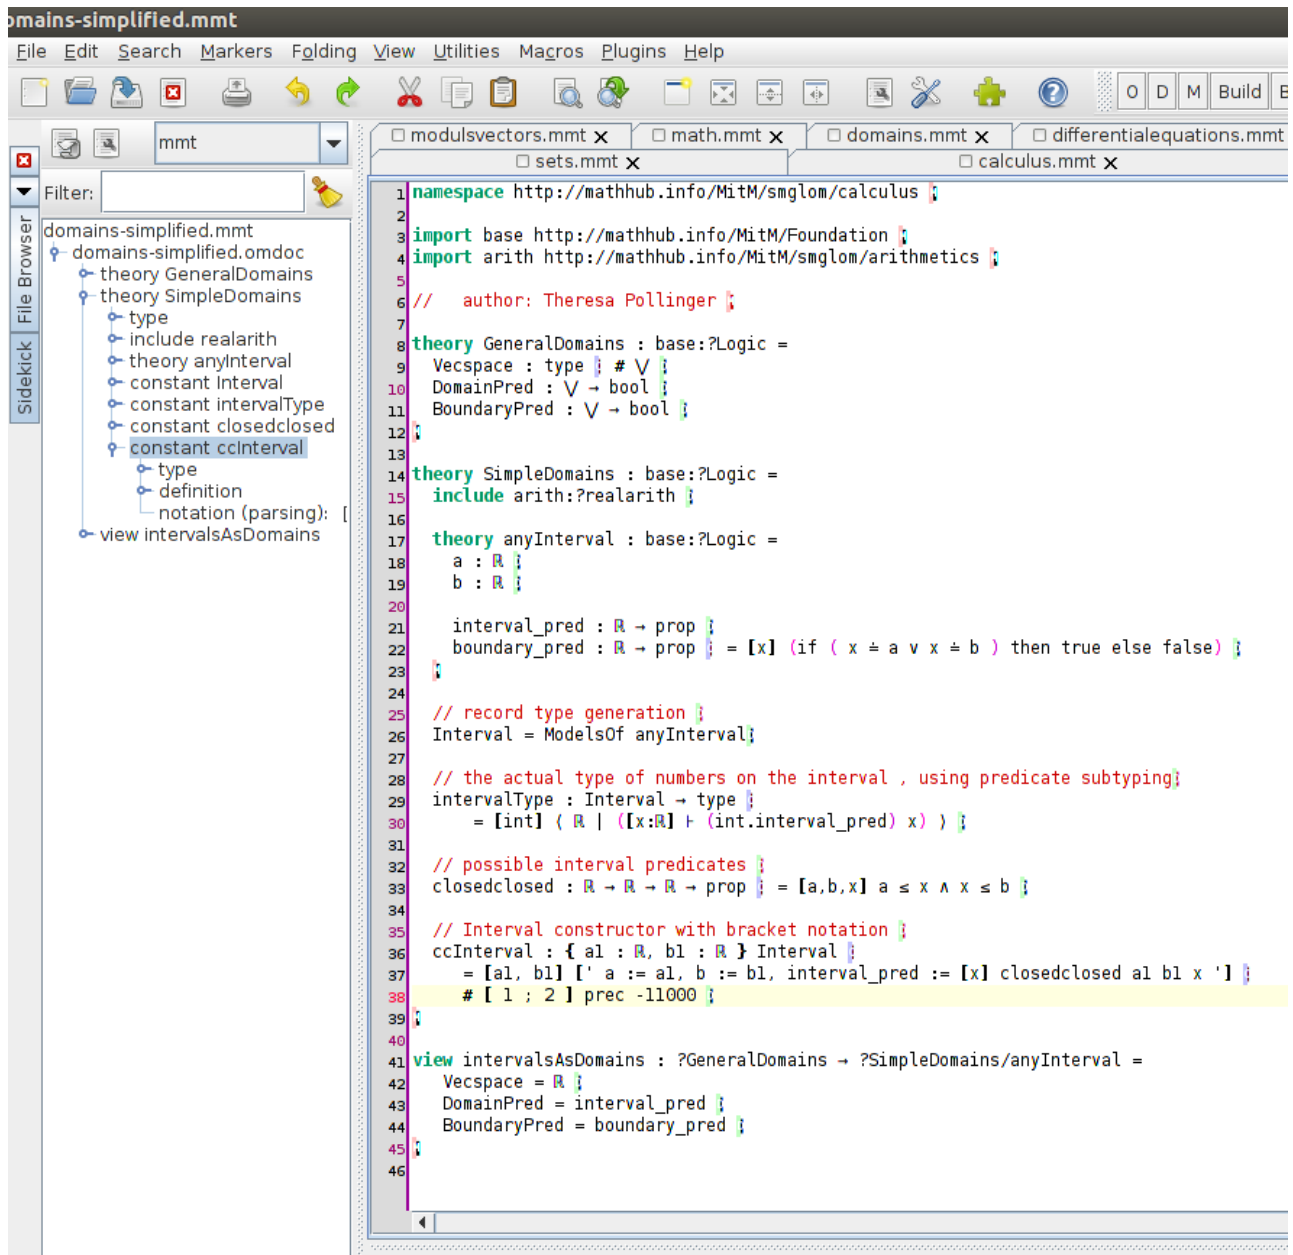 omains-simplified.mmt
File Edit Search Markers Folding View Utilities Macros Plugins Help
O D M Build
mmt
modulsvectors.mmt x math.mmt x domains.mmt x differentialequations.mmt
sets.mmt x calculus.mmt x
Filter:
File Browser
Sidekick
domains-simplified.mmt
domains-simplified.omdoc
theory GeneralDomains
theory SimpleDomains
type
include realarith
theory anyInterval
constant Interval
constant intervalType
constant closedclosed
constant ccInterval
type
definition
notation (parsing): [
view intervalsAsDomains
1 namespace http://mathhub.info/MitM/smglom/calculus
2
3 import base http://mathhub.info/MitM/Foundation
4 import arith http://mathhub.info/MitM/smglom/arithmetics
5
6 // author: Theresa Pollinger
7
8 theory GeneralDomains : base:?Logic =
9 Vecspace : type # ⋁
10 DomainPred : ⋁ → bool
11 BoundaryPred : ⋁ → bool
12
13
14 theory SimpleDomains : base:?Logic =
15 include arith:?realarith
16
17 theory anyInterval : base:?Logic =
18 a : ℝ
19 b : ℝ
20
21 interval_pred : ℝ → prop
22 boundary_pred : ℝ → prop = [x] (if ( x ≐ a ∨ x ≐ b ) then true else false)
23
24
25 // record type generation
26 Interval = ModelsOf anyInterval
27
28 // the actual type of numbers on the interval , using predicate subtyping
29 intervalType : Interval → type
30 = [int] ⟨ ℝ | ([x:ℝ] ⊦ (int.interval_pred) x) ⟩
31
32 // possible interval predicates
33 closedclosed : ℝ → ℝ → ℝ → prop = [a,b,x] a ≤ x ∧ x ≤ b
34
35 // Interval constructor with bracket notation
36 ccInterval : { a1 : ℝ, b1 : ℝ } Interval
37 = [a1, b1] [' a := a1, b := b1, interval_pred := [x] closedclosed a1 b1 x ']
38 # [ 1 ; 2 ] prec -11000
39
40
41 view intervalsAsDomains : ?GeneralDomains → ?SimpleDomains/anyInterval =
42 Vecspace = ℝ
43 DomainPred = interval_pred
44 BoundaryPred = boundary_pred
45
46